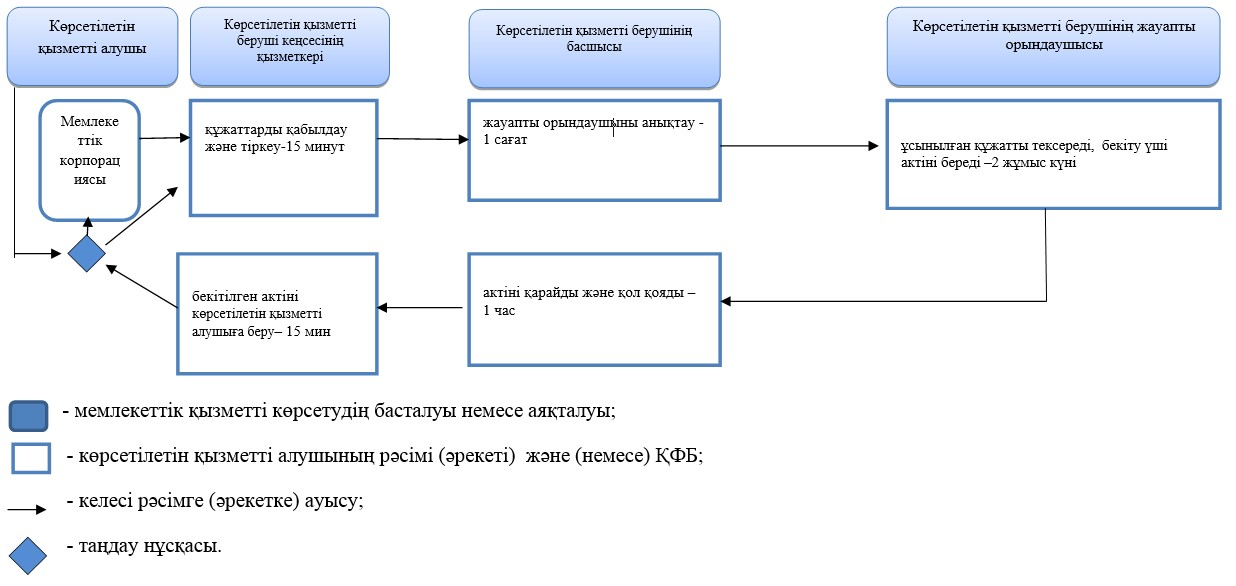 Көрсетілетін
қызметті алушы
Көрсетілетін қызметті
беруші кеңсесінің
қызметкері
Көрсетілетін қызметті берушінің
басшысы
Көрсетілетін қызметті берушінің жауапты
орындаушысы
Мемлеке
ттік
корпорац
иясы
құжаттарды қабылдау
және тіркеу-15 минут
жауапты орындаушыны анықтау -
1 сағат
ұсынылған құжатты тексереді, бекіту үші
актіні береді –2 жұмыс күні
бекітілген актіні
көрсетілетін қызметті
алушыға беру– 15 мин
актіні қарайды және қол қояды –
1 час
- мемлекеттік қызметті көрсетудің басталуы немесе аяқталуы;
- көрсетілетін қызметті алушының рәсімі (әрекеті) және (немесе) ҚФБ;
- келесі рәсімге (әрекетке) ауысу;
- таңдау нұсқасы.